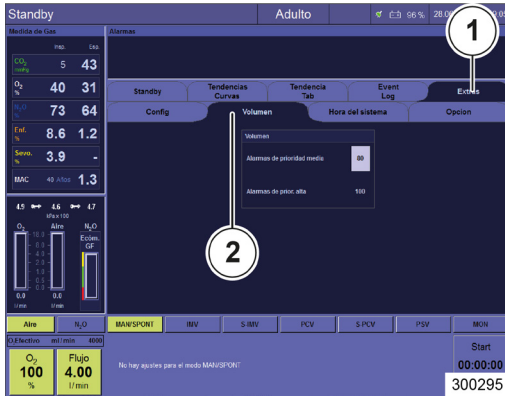 Standby Adulto 96 % 28.0
Medida de Gas Alarmas
Insp. Esp.
CO2 5 43
mmHg
O2 40 31
%
N2O 73 64
%
Enf. 8.6 1.2
%
Sevo. 3.9 -
%
MAC 40 Años 1.3
Standby Tendencias Curvas Tendencia Tab Event Log Extras
Config Volumen Hora del sistema Opcion
Volumen
Alarmas de prioridad media 80
Alarmas de prior. alta 100
1
2
4.9 4.6 4.7
kPa x 100
O2 Aire N2O
Ecóm.
GF
10.0
0.0 0.0
l/min l/min
Aire N2O
MAN/SPONT IMV S-IMV PCV S-PCV PSV MON
O.Efectivo ml/min 4000
O2 Flujo
100 4.00
% l/min
No hay ajustes para el modo MAN/SPONT
Start
00:00:00
300295